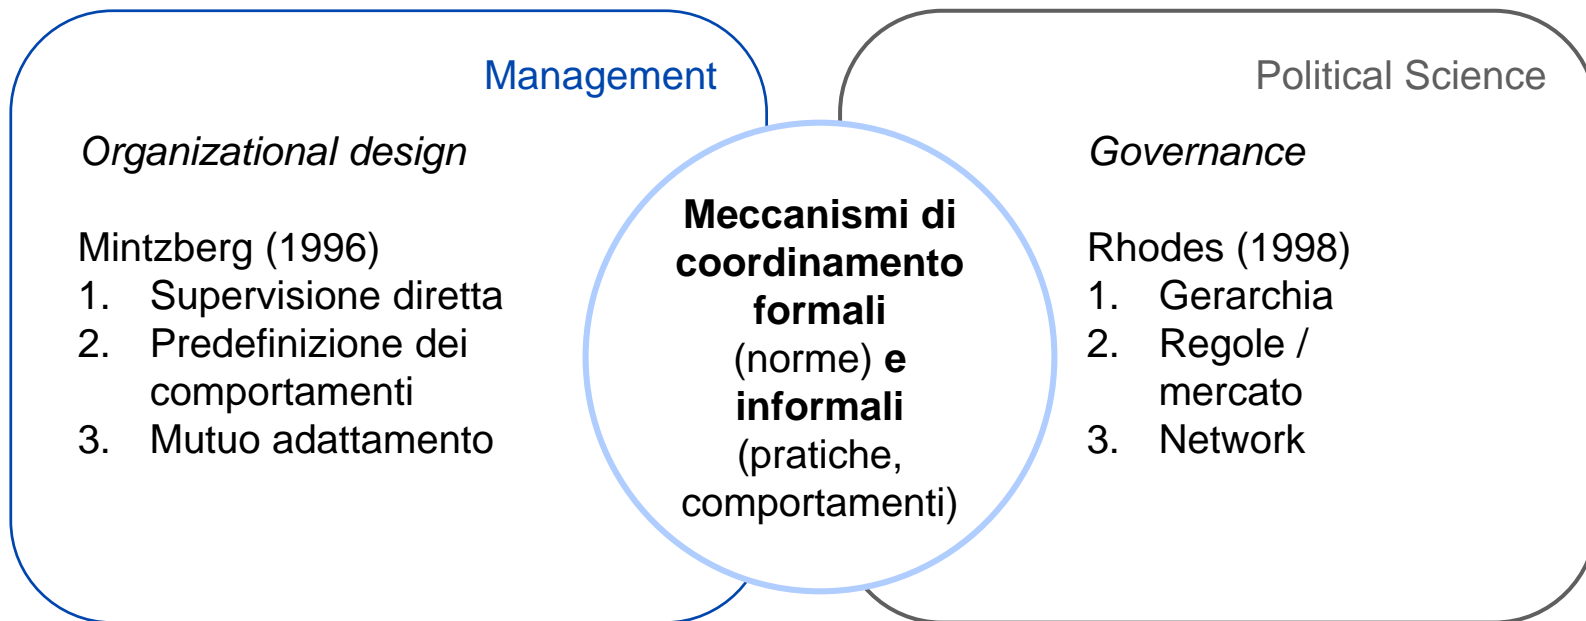 Management
Organizational design
Mintzberg (1996)
1. Supervisione diretta
2. Predefinizione dei
comportamenti
3. Mutuo adattamento
Meccanismi di
coordinamento
formali
(norme) e
informali
(pratiche,
comportamenti)
Political Science
Governance
Rhodes (1998)
1. Gerarchia
2. Regole /
mercato
3. Network